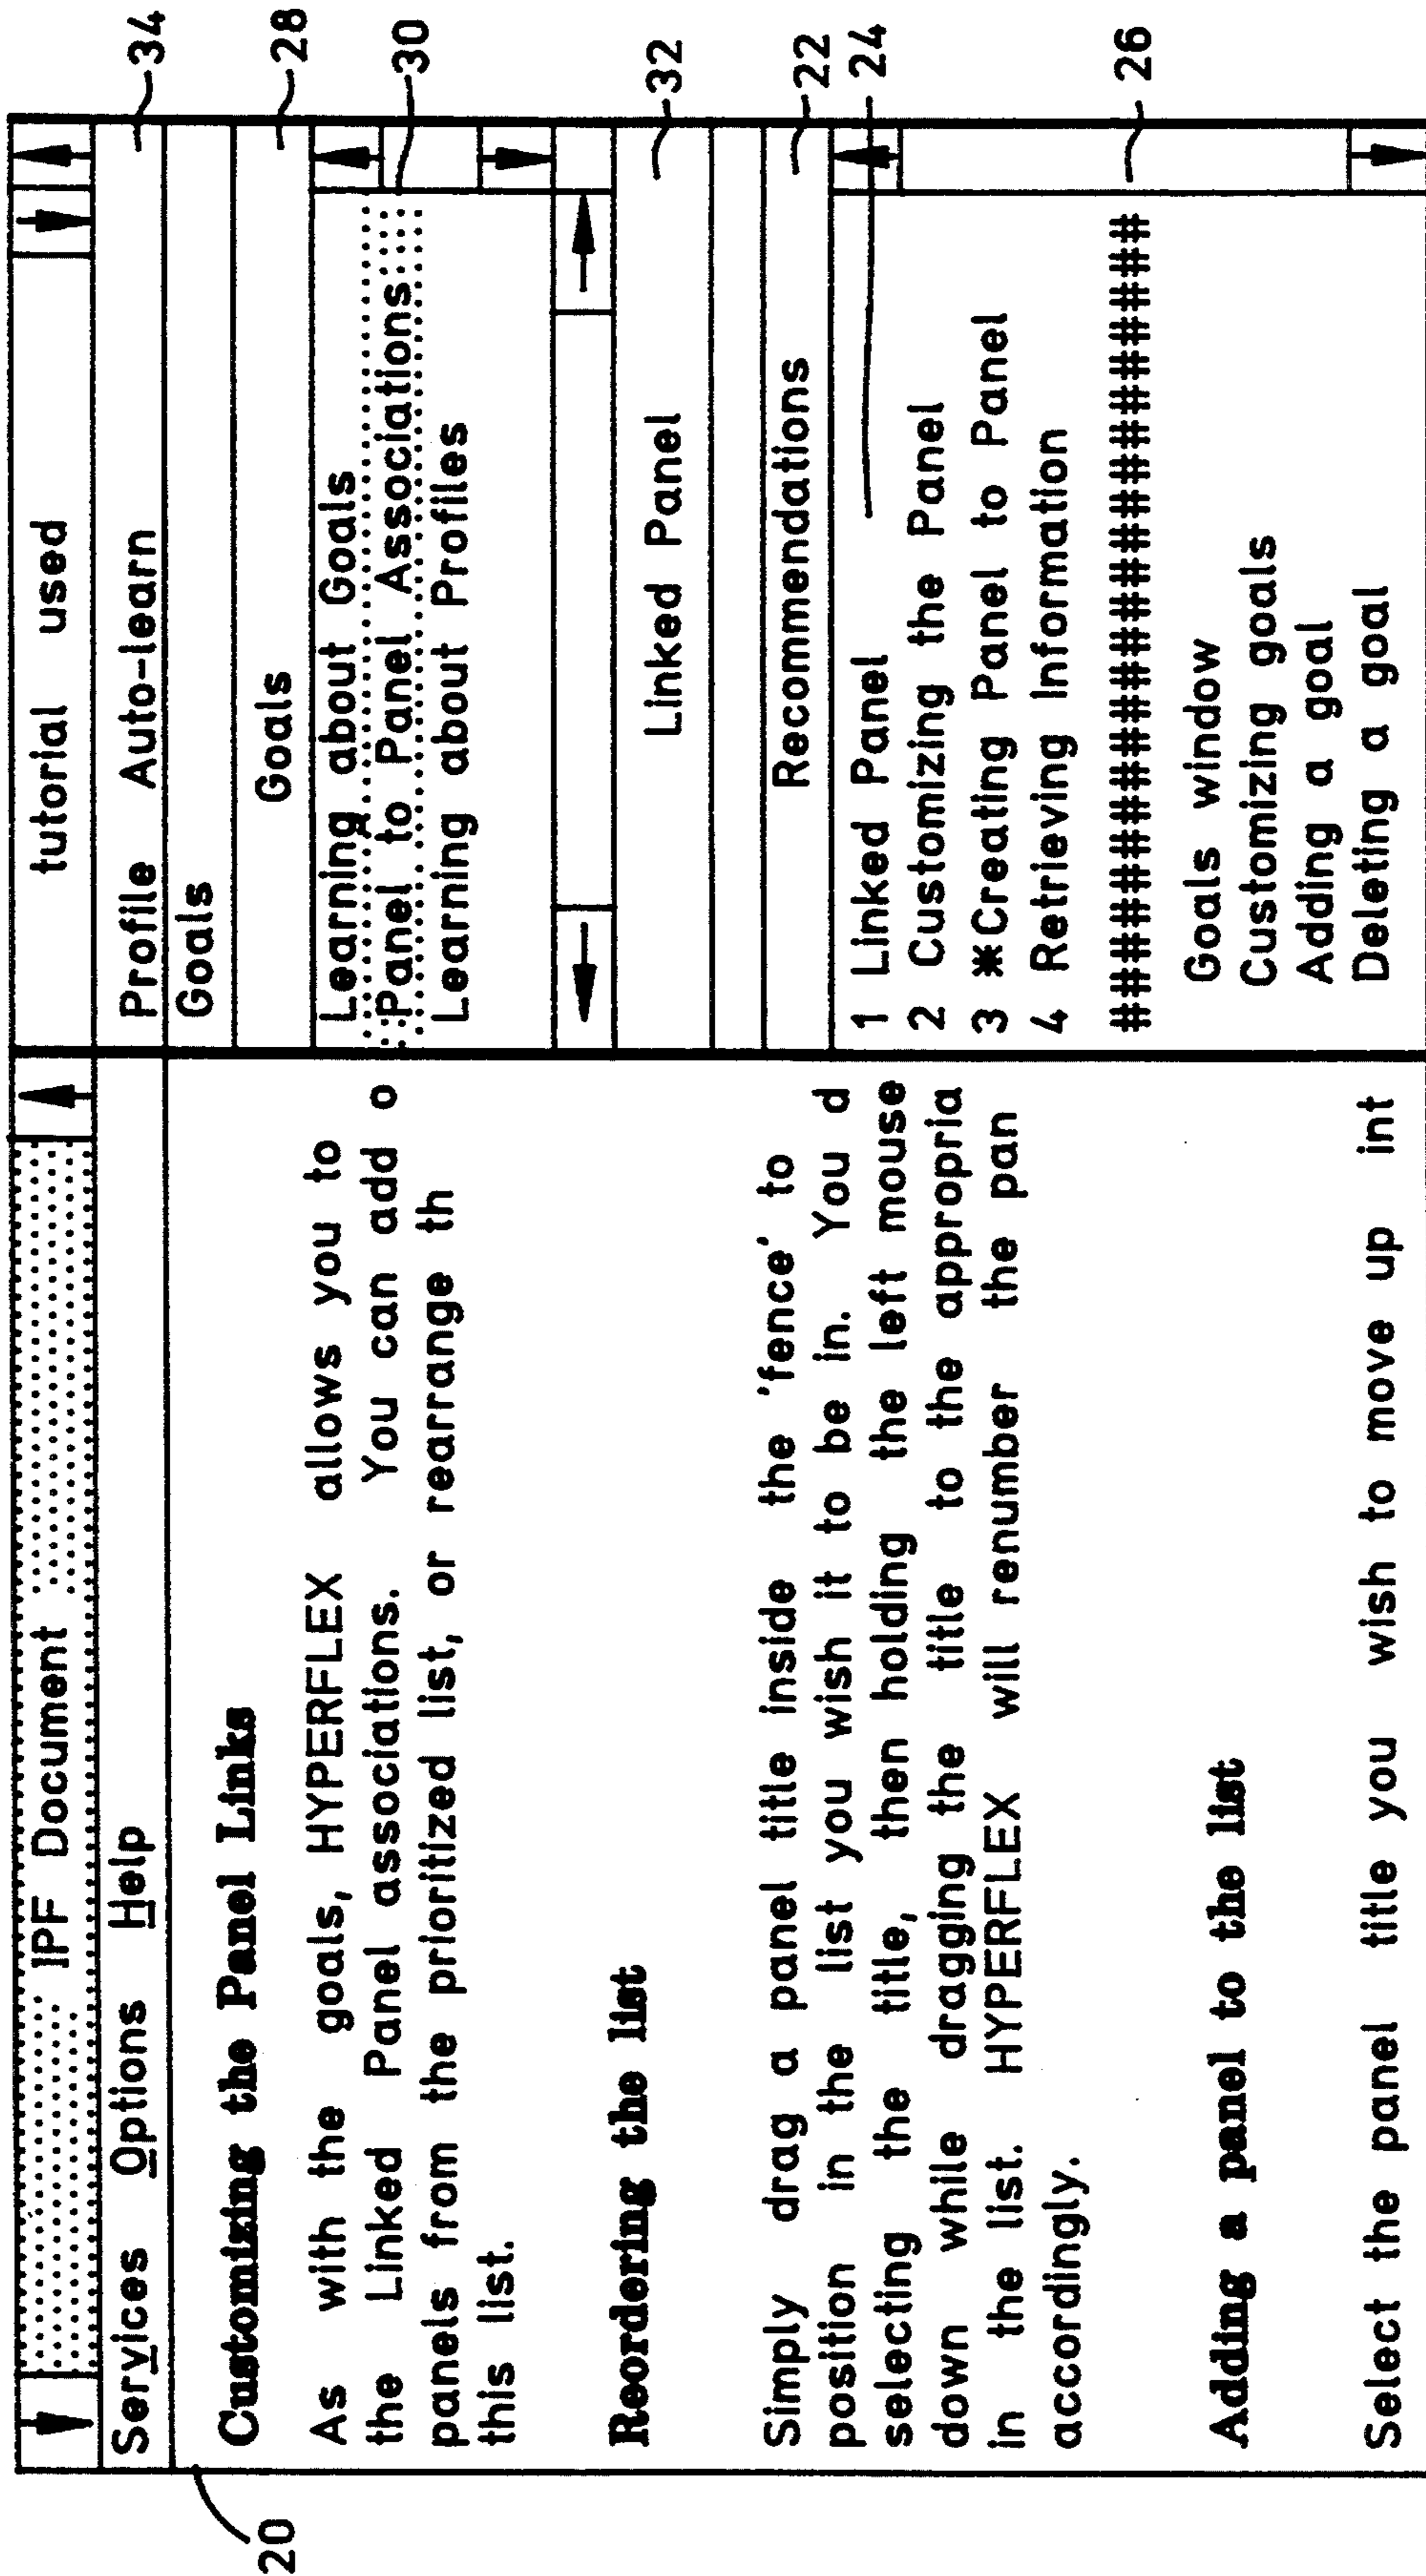 IPF Document
Services Options Help
Customizing the Panel Links
As with the goals, HYPERFLEX allows you to
the Linked Panel associations. You can add o
panels from the prioritized list, or rearrange th
this list.
Reordering the list
Simply drag a panel title inside the 'fence' to
position in the list you wish it to be in. You d
selecting the title, then holding the left mouse
down while dragging the title to the appropria
in the list. HYPERFLEX will renumber the pan
accordingly.
Adding a panel to the list
Select the panel title you wish to move up int
20
tutorial used
Profile Auto-learn
Goals
Goals
Learning about Goals
Panel to Panel Associations
Learning about Profiles
Linked Panel
Recommendations
1 Linked Panel
2 Customizing the Panel
3 *Creating Panel to Panel
4 Retrieving Information
##################################
Goals window
Customizing goals
Adding a goal
Deleting a goal
34
28
30
32
22
24
26